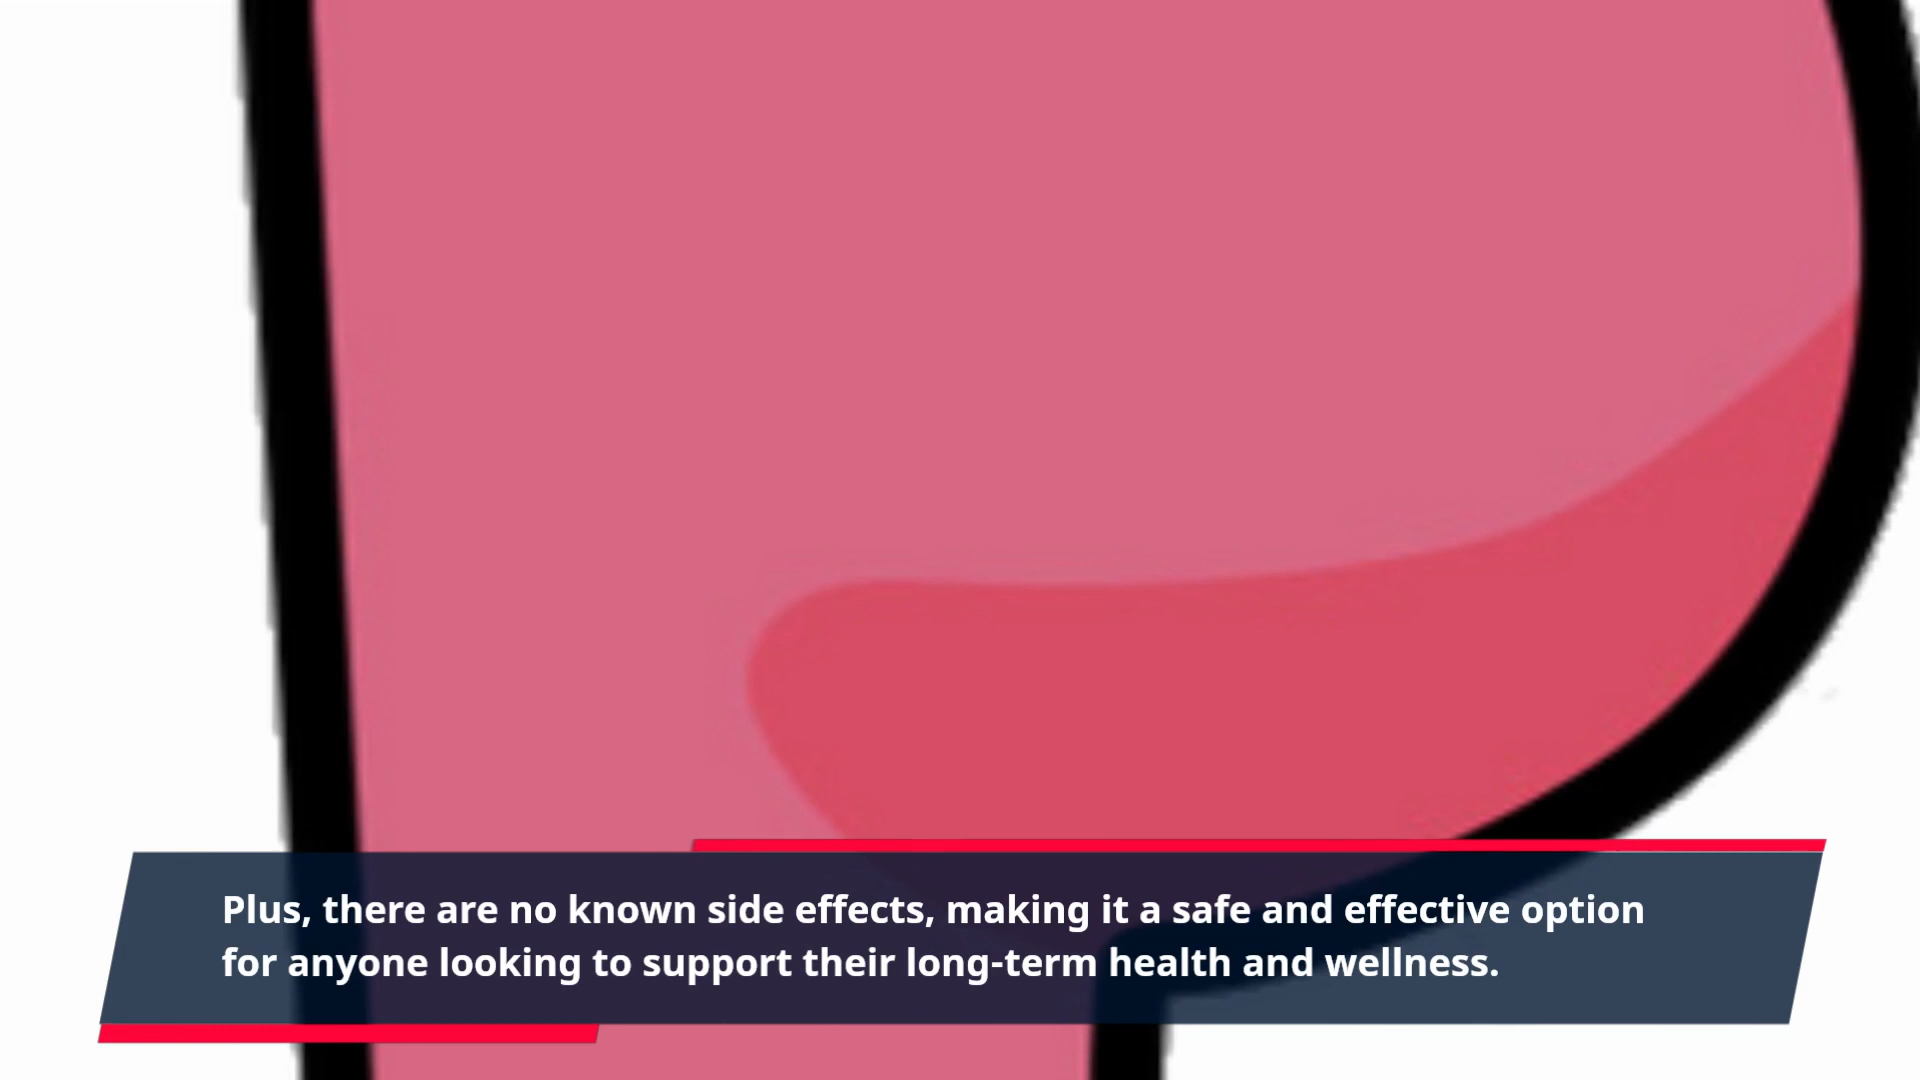 Plus, there are no known side effects, making it a safe and effective option
for anyone looking to support their long-term health and wellness.